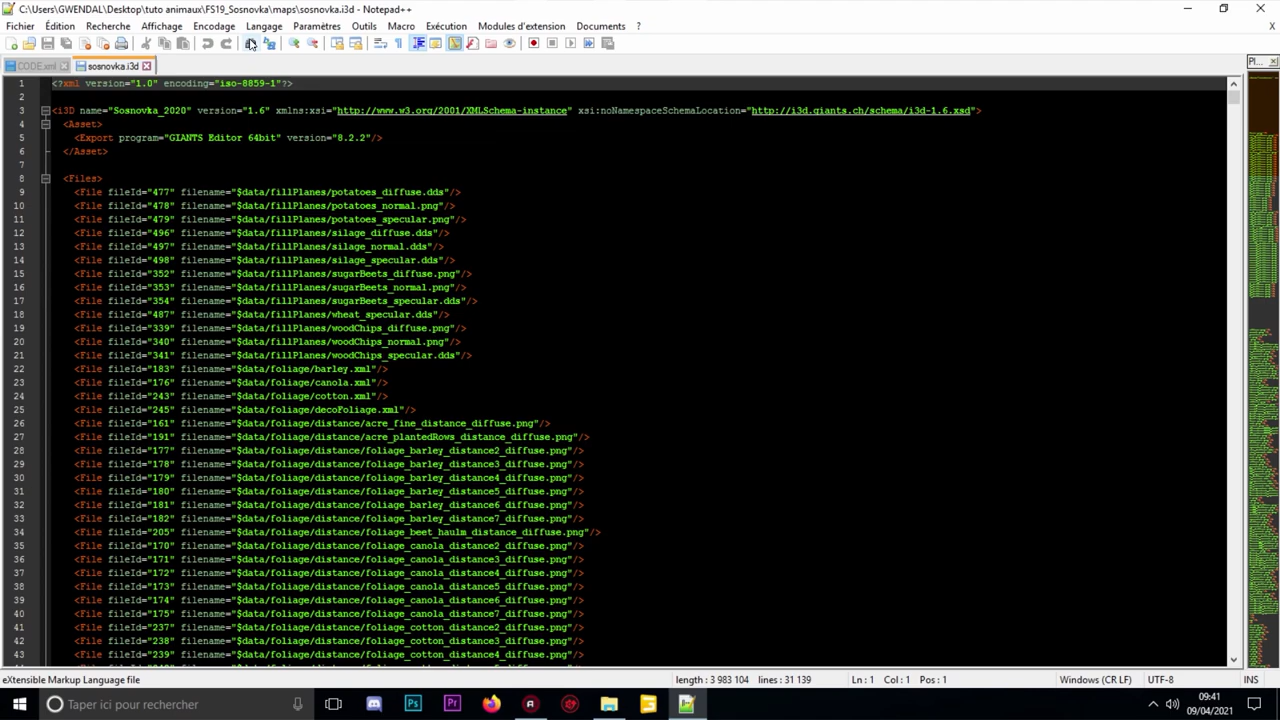 C:\Users\GWENDAL\Desktop\tuto animaux\FS19_Sosnovka\maps\sosnovka.i3d - Notepad++
Fichier Édition Recherche Affichage Encodage Langage Paramètres Outils Macro Exécution Modules d'extension Documents ? X
CODE.xml sosnovka.i3d Pl...
1 <?xml version="1.0" encoding="iso-8859-1"?>
2
3 <i3D name="Sosnovka_2020" version="1.6" xmlns:xsi="http://www.w3.org/2001/XMLSchema-instance" xsi:noNamespaceSchemaLocation="http://i3d.giants.ch/schema/i3d-1.6.xsd">
4 <Asset>
5 <Export program="GIANTS Editor 64bit" version="8.2.2"/>
6 </Asset>
7
8 <Files>
9 <File fileId="477" filename="$data/fillPlanes/potatoes_diffuse.dds"/>
10 <File fileId="478" filename="$data/fillPlanes/potatoes_normal.png"/>
11 <File fileId="479" filename="$data/fillPlanes/potatoes_specular.png"/>
12 <File fileId="496" filename="$data/fillPlanes/silage_diffuse.dds"/>
13 <File fileId="497" filename="$data/fillPlanes/silage_normal.dds"/>
14 <File fileId="498" filename="$data/fillPlanes/silage_specular.dds"/>
15 <File fileId="352" filename="$data/fillPlanes/sugarBeets_diffuse.png"/>
16 <File fileId="353" filename="$data/fillPlanes/sugarBeets_normal.png"/>
17 <File fileId="354" filename="$data/fillPlanes/sugarBeets_specular.dds"/>
18 <File fileId="487" filename="$data/fillPlanes/wheat_specular.dds"/>
19 <File fileId="339" filename="$data/fillPlanes/woodChips_diffuse.png"/>
20 <File fileId="340" filename="$data/fillPlanes/woodChips_normal.png"/>
21 <File fileId="341" filename="$data/fillPlanes/woodChips_specular.dds"/>
22 <File fileId="183" filename="$data/foliage/barley.xml"/>
23 <File fileId="176" filename="$data/foliage/canola.xml"/>
24 <File fileId="243" filename="$data/foliage/cotton.xml"/>
25 <File fileId="245" filename="$data/foliage/decoFoliage.xml"/>
26 <File fileId="161" filename="$data/foliage/distance/acre_fine_distance_diffuse.png"/>
27 <File fileId="191" filename="$data/foliage/distance/acre_plantedRows_distance_diffuse.png"/>
28 <File fileId="177" filename="$data/foliage/distance/foliage_barley_distance2_diffuse.png"/>
29 <File fileId="178" filename="$data/foliage/distance/foliage_barley_distance3_diffuse.png"/>
30 <File fileId="179" filename="$data/foliage/distance/foliage_barley_distance4_diffuse.png"/>
31 <File fileId="180" filename="$data/foliage/distance/foliage_barley_distance5_diffuse.png"/>
32 <File fileId="181" filename="$data/foliage/distance/foliage_barley_distance6_diffuse.png"/>
33 <File fileId="182" filename="$data/foliage/distance/foliage_barley_distance7_diffuse.png"/>
34 <File fileId="205" filename="$data/foliage/distance/foliage_beet_haulm_distance_diffuse.png"/>
35 <File fileId="170" filename="$data/foliage/distance/foliage_canola_distance2_diffuse.png"/>
36 <File fileId="171" filename="$data/foliage/distance/foliage_canola_distance3_diffuse.png"/>
37 <File fileId="172" filename="$data/foliage/distance/foliage_canola_distance4_diffuse.png"/>
38 <File fileId="173" filename="$data/foliage/distance/foliage_canola_distance5_diffuse.png"/>
39 <File fileId="174" filename="$data/foliage/distance/foliage_canola_distance6_diffuse.png"/>
40 <File fileId="175" filename="$data/foliage/distance/foliage_canola_distance7_diffuse.png"/>
41 <File fileId="237" filename="$data/foliage/distance/foliage_cotton_distance2_diffuse.png"/>
42 <File fileId="238" filename="$data/foliage/distance/foliage_cotton_distance3_diffuse.png"/>
43 <File fileId="239" filename="$data/foliage/distance/foliage_cotton_distance4_diffuse.png"/>
eXtensible Markup Language file length : 3 983 104 lines : 31 139 Ln : 1 Col : 1 Pos : 1 Windows (CR LF) UTF-8 INS
Taper ici pour rechercher
09:41
09/04/2021